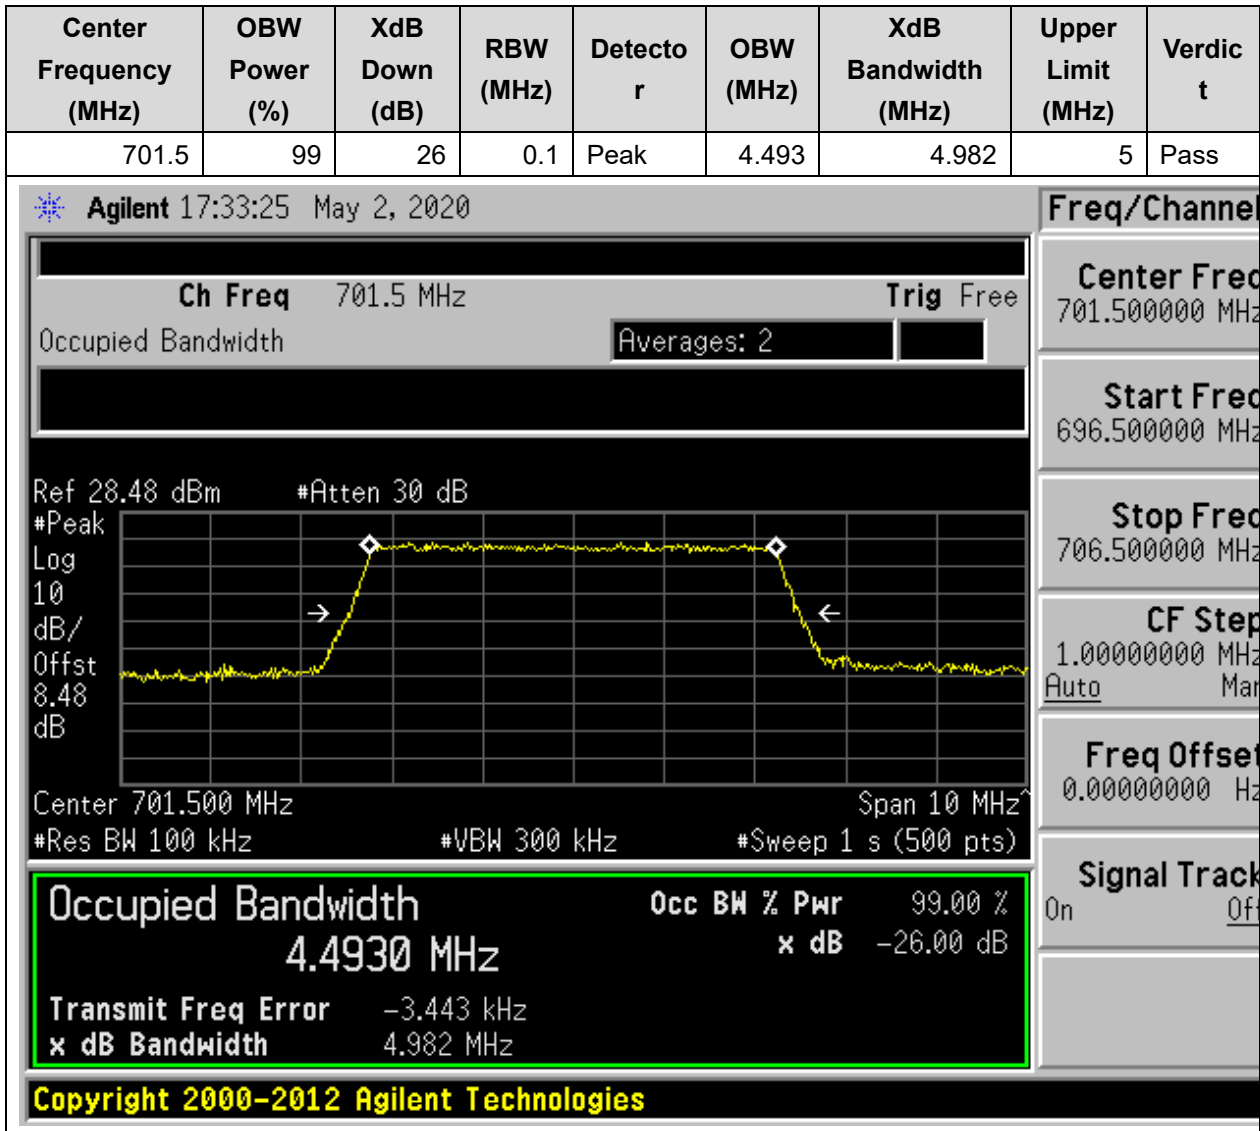 Center Frequency (MHz) OBW Power (%) XdB Down (dB) RBW (MHz) Detecto r OBW (MHz) XdB Bandwidth (MHz) Upper Limit (MHz) Verdic t
701.5 99 26 0.1 Peak 4.493 4.982 5 Pass
Agilent 17:33:25 May 2, 2020
Ch Freq 701.5 MHz Trig Free
Occupied Bandwidth Averages: 2
Ref 28.48 dBm #Atten 30 dB
#Peak
Log
10
dB/
Offst
8.48
dB
Center 701.500 MHz Span 10 MHz^
#Res BW 100 kHz #VBW 300 kHz #Sweep 1 s (500 pts)
Occupied Bandwidth Occ BW % Pwr 99.00 %
4.4930 MHz x dB -26.00 dB
Transmit Freq Error -3.443 kHz
x dB Bandwidth 4.982 MHz
Copyright 2000-2012 Agilent Technologies
Freq/Channel
Center Freq
701.500000 MHz
Start Freq
696.500000 MHz
Stop Freq
706.500000 MHz
CF Step
1.00000000 MHz
Auto Man
Freq Offset
0.00000000 Hz
Signal Track
On Off